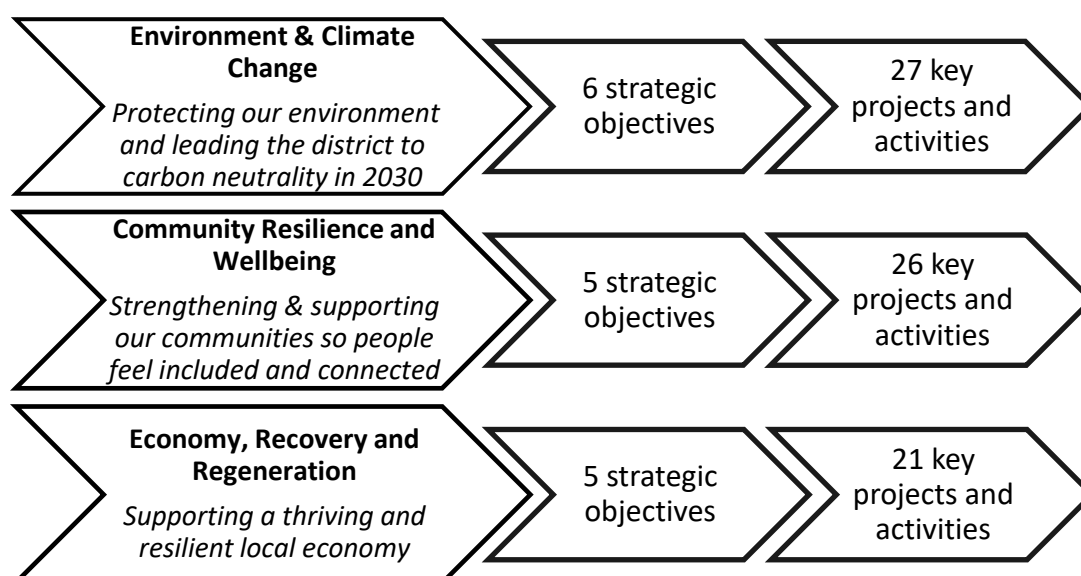 Environment & Climate
Change
Protecting our environment
and leading the district to
carbon neutrality in 2030
6 strategic
objectives
27 key
projects and
activities
Community Resilience and
Wellbeing
Strengthening & supporting
our communities so people
feel included and connected
5 strategic
objectives
26 key
projects and
activities
Economy, Recovery and
Regeneration
Supporting a thriving and
resilient local economy
5 strategic
objectives
21 key
projects and
activities